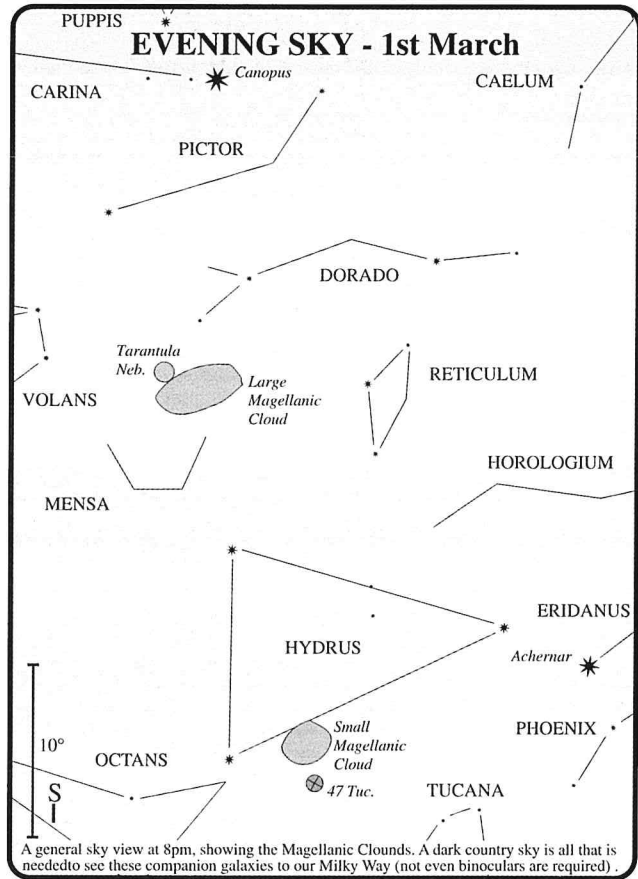 PUPPIS
EVENING SKY - 1st March
Canopus
CAELUM
CARINA
PICTOR
DORADO
Tarantula
Neb.
Large
Magellanic
Cloud
RETICULUM
VOLANS
HOROLOGIUM
MENSA
ERIDANUS
HYDRUS
Achernar
Small
Magellanic
Cloud
PHOENIX
10°
OCTANS
47 Tuc.
TUCANA
S
A general sky view at 8pm, showing the Magellanic Clounds. A dark country sky is all that is
neededto see these companion galaxies to our Milky Way (not even binoculars are required) .